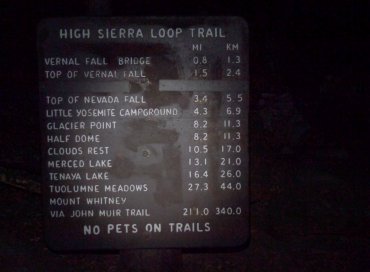 HIGH SIERRA LOOP TRAIL
MI KM
VERNAL FALL BRIDGE 0.8 1.3
TOP OF VERNAL FALL 1.5 2.4
TOP OF NEVADA FALL 3.4 5.5
LITTLE YOSEMITE CAMPGROUND 4.3 6.9
GLACIER POINT 8.2 11.3
HALF DOME 8.2 11.3
CLOUDS REST 10.5 17.0
MERCED LAKE 13.1 21.0
TENAYA LAKE 16.4 26.0
TUOLUMNE MEADOWS 27.3 44.0
MOUNT WHITNEY
VIA JOHN MUIR TRAIL 211.0 340.0
NO PETS ON TRAILS